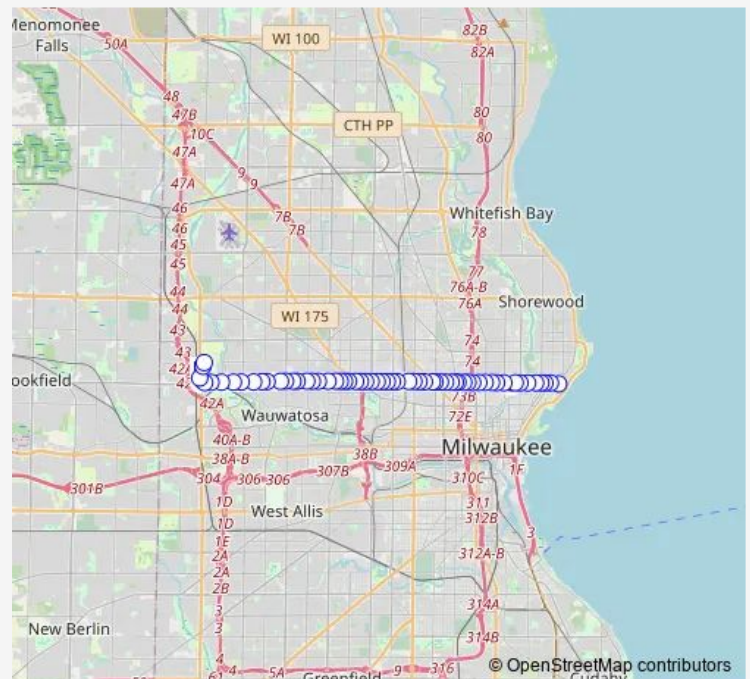 82B
Menomonee
Falls
50A
WI 100
82A
48
47B
10C
80
CTH PP
80
47A
9
9
47A
46
7B
Whitefish Bay
46
7B
78
45
45
77
44
76A-B
76A
Shorewood
44
WI 175
43
74
43
74
42A
ookfield
73B
42A
Wauwatosa
72E
40A-B
38A-B
38B
Milwaukee
304
306
306
307B
309A
1F
301B
310C
1D
West Allis
311
1D
312B
1E
3
2A
312A-B
2A
2B
3
314A
3
New Berlin
314B
4
4
5A
9
316
Greenfield
Cudahy
© OpenStreetMap contributors